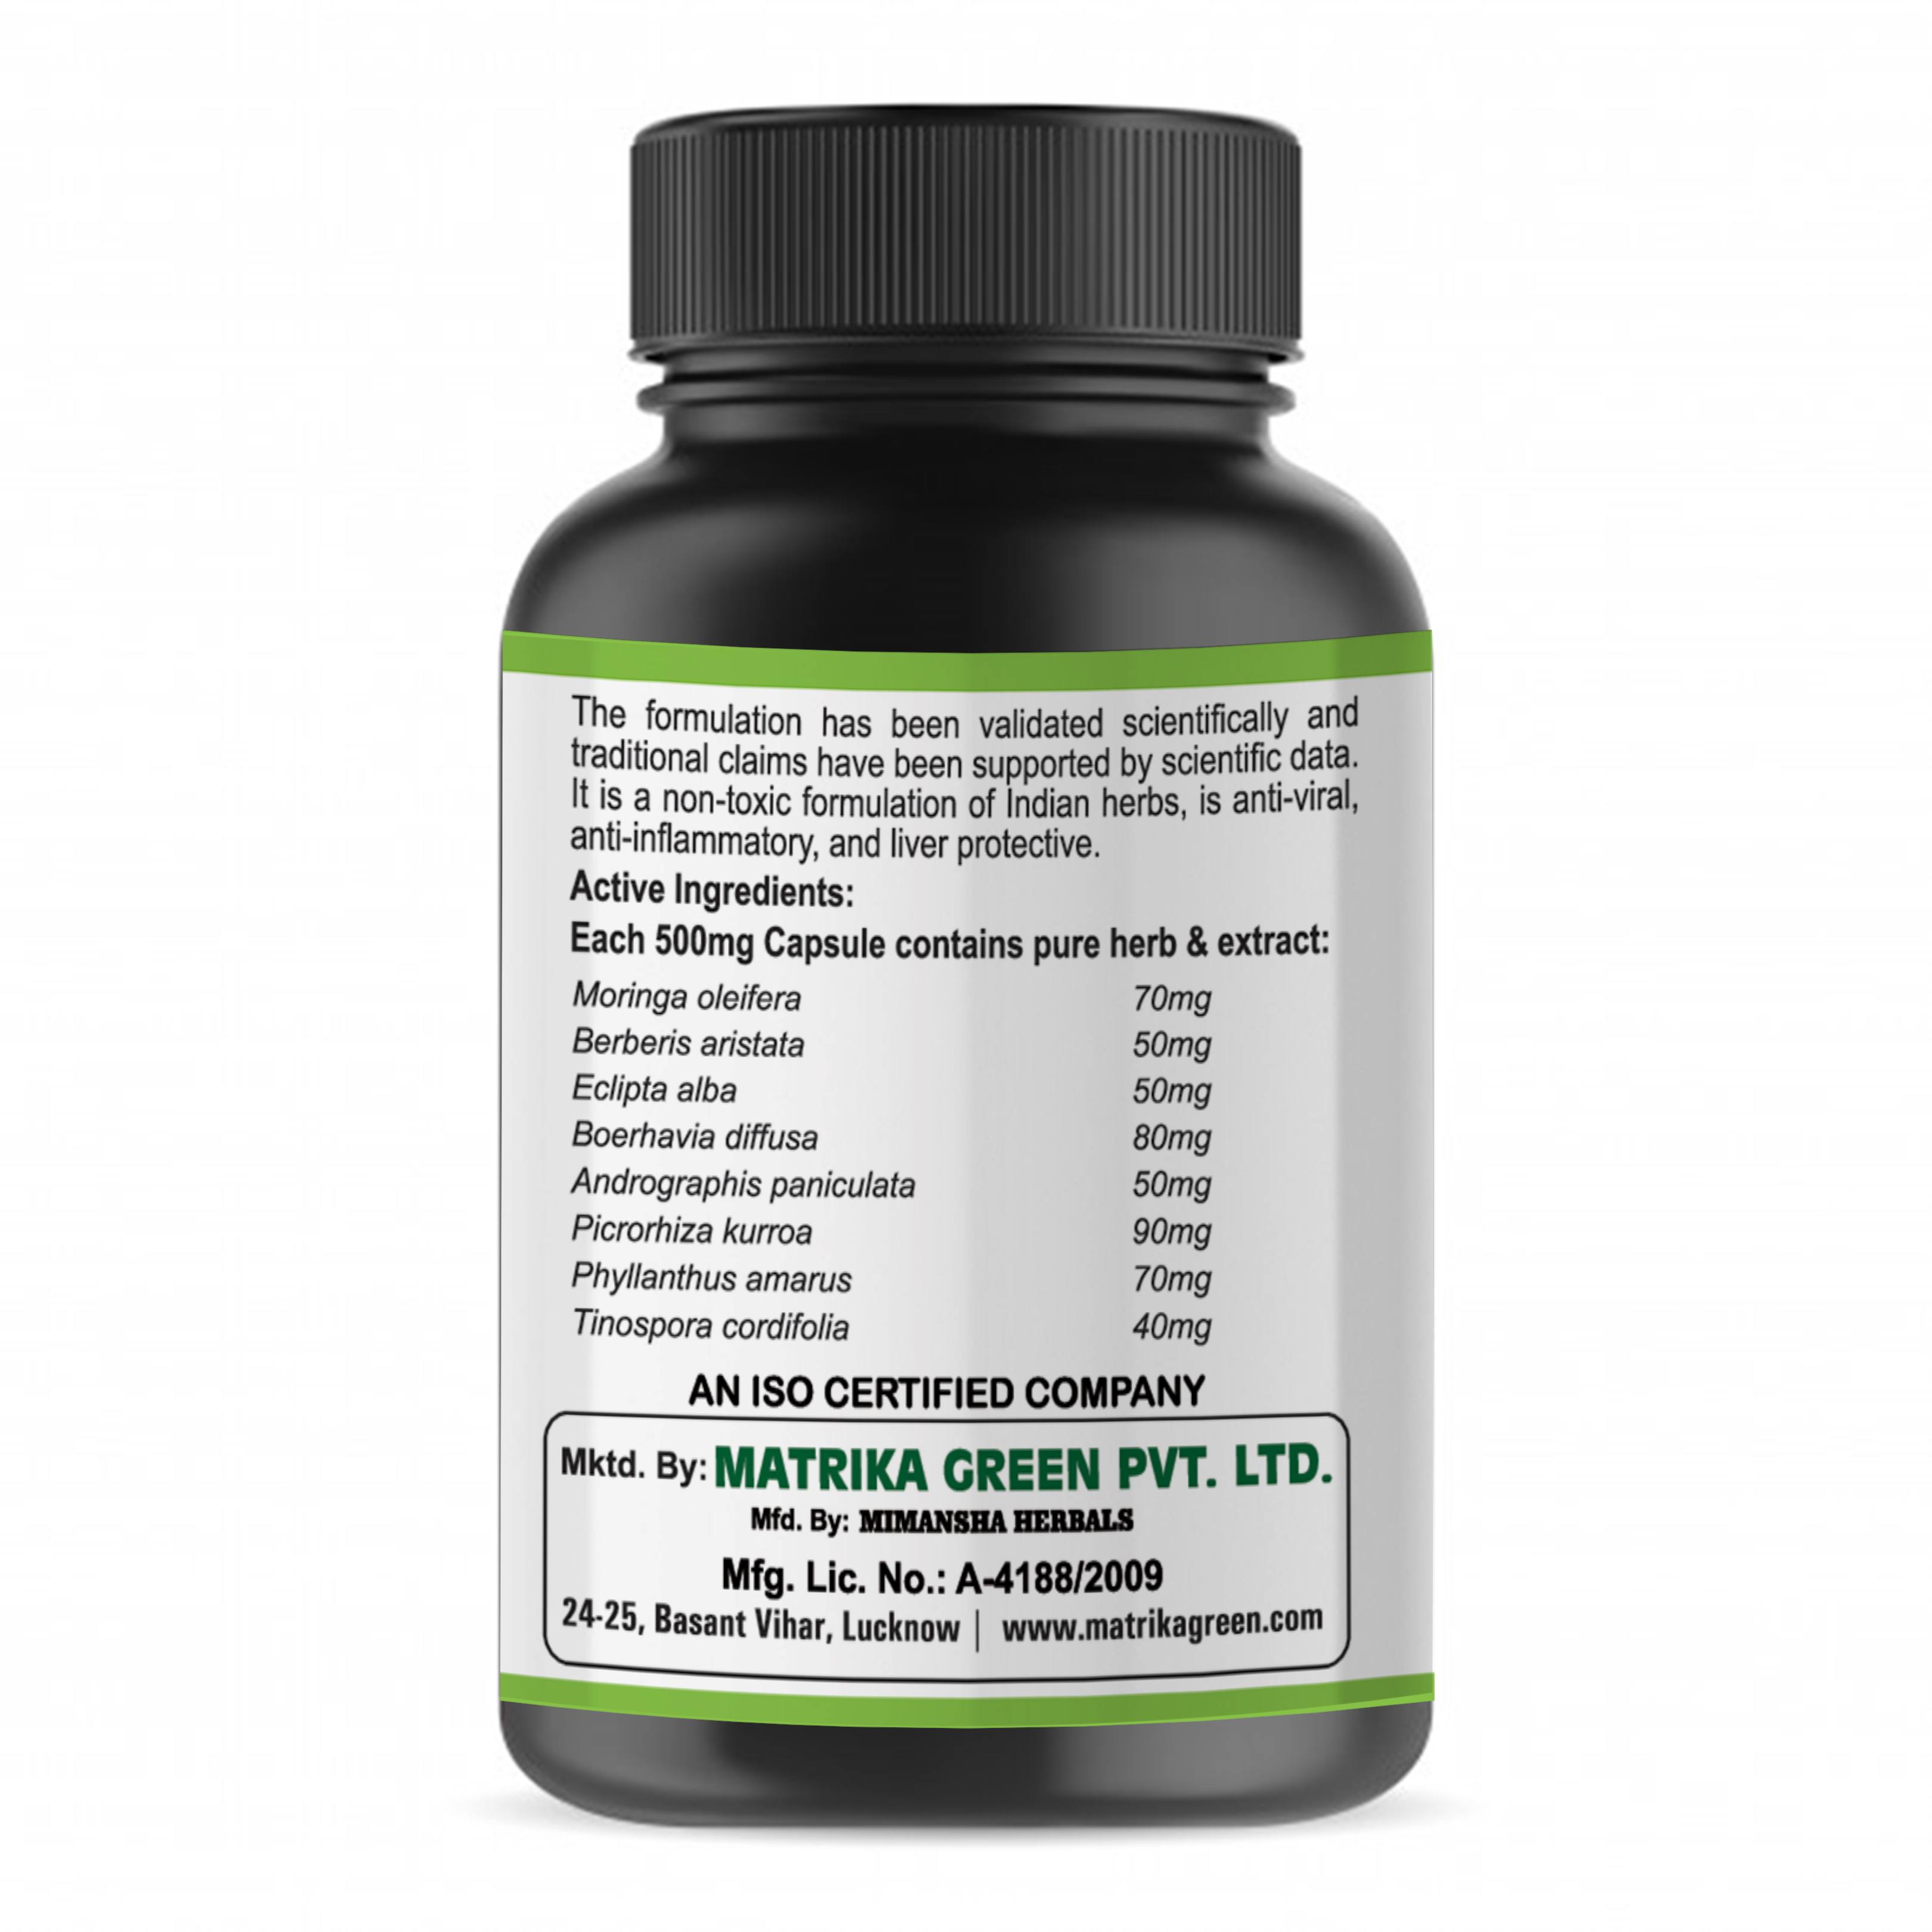 The formulation has been validated scientifically and
traditional claims have been supported by scientific data.
It is a non-toxic formulation of Indian herbs, is anti-viral,
anti-inflammatory, and liver protective.
Active Ingredients:
Each 500mg Capsule contains pure herb & extract:
Moringa oleifera 70mg
Berberis aristata 50mg
Eclipta alba 50mg
Boerhavia diffusa 80mg
Andrographis paniculata 50mg
Picrorhiza kurroa 90mg
Phyllanthus amarus 70mg
Tinospora cordifolia 40mg
AN ISO CERTIFIED COMPANY
Mktd. By: MATRIKA GREEN PVT. LTD.
Mfd. By: MIMANSHA HERBALS
Mfg. Lic. No.: A-4188/2009
24-25, Basant Vihar, Lucknow | www.matrikagreen.com